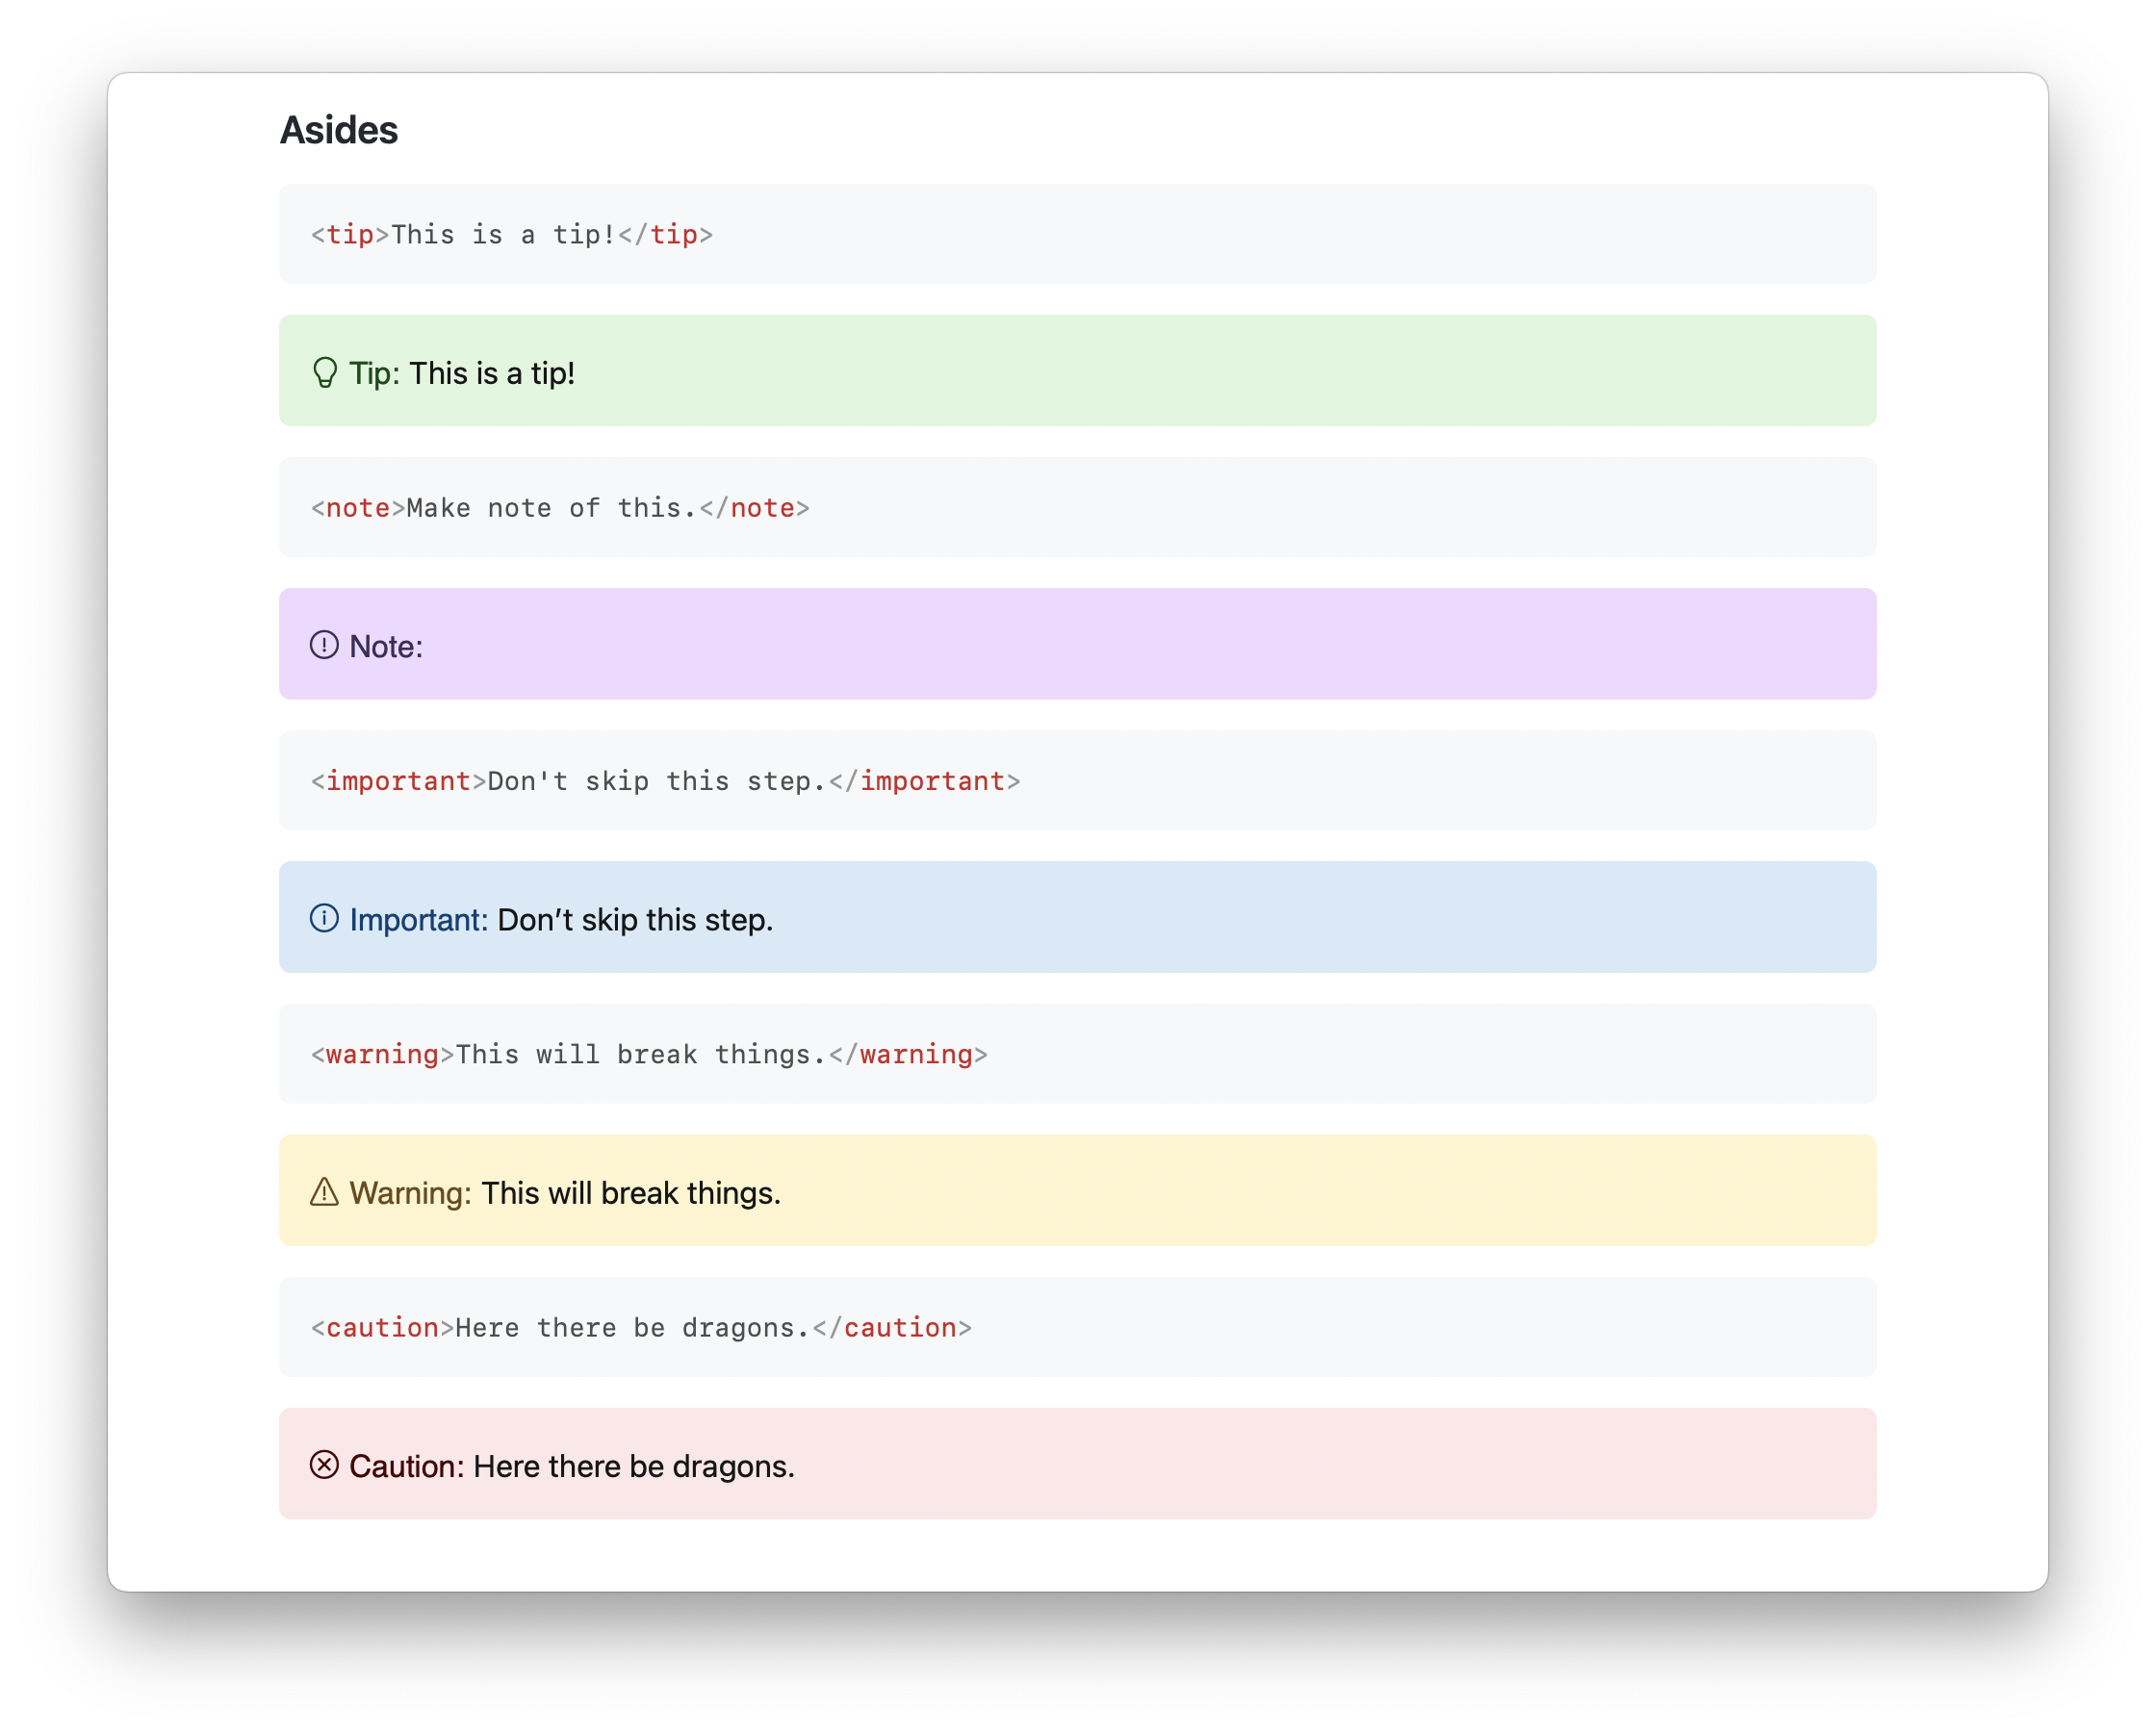 Asides
<tip>This is a tip!</tip>
Tip: This is a tip!
<note>Make note of this.</note>
Note:
<important>Don't skip this step.</important>
Important: Don’t skip this step.
<warning>This will break things.</warning>
Warning: This will break things.
<caution>Here there be dragons.</caution>
Caution: Here there be dragons.